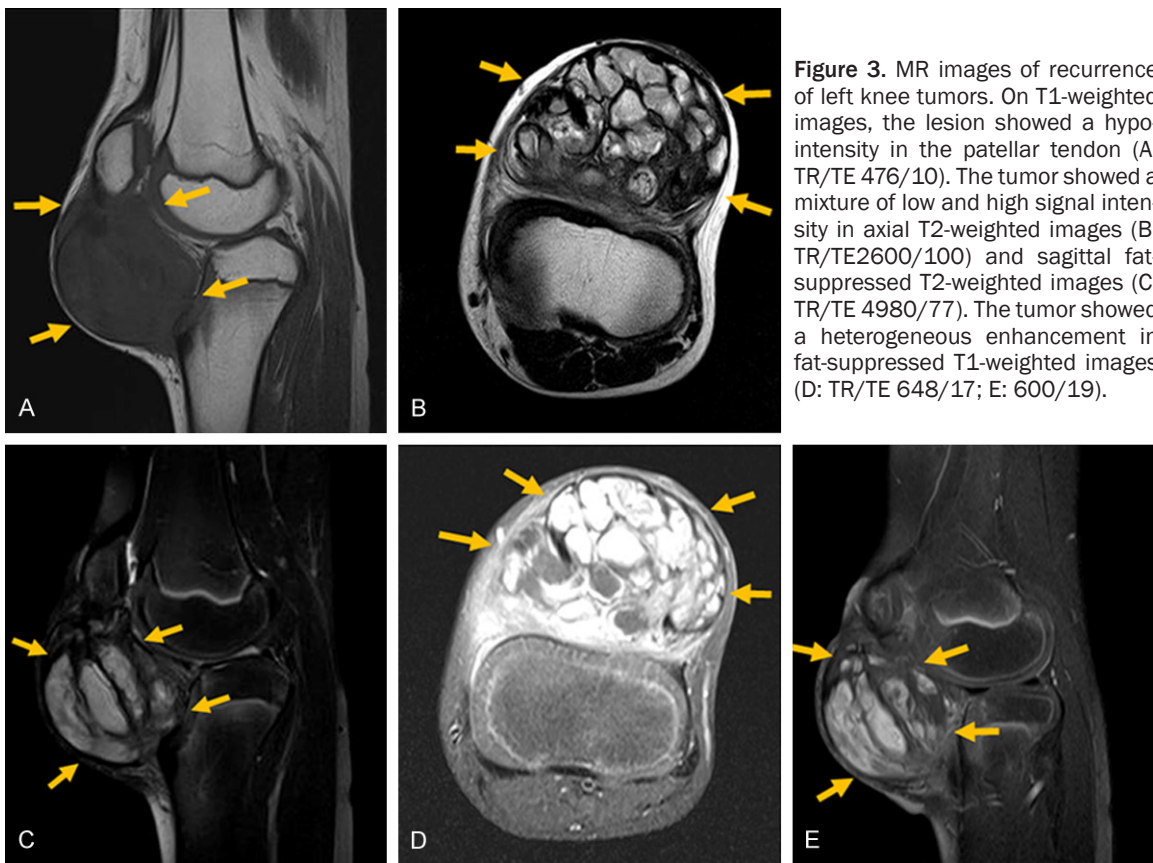 Figure 3. MR images of recurrence
of left knee tumors. On T1-weighted
images, the lesion showed a hypo-
intensity in the patellar tendon (A:
TR/TE 476/10). The tumor showed a
mixture of low and high signal inten-
sity in axial T2-weighted images (B:
TR/TE2600/100) and sagittal fat-
suppressed T2-weighted images (C:
TR/TE 4980/77). The tumor showed
a heterogeneous enhancement in
fat-suppressed T1-weighted images
(D: TR/TE 648/17; E: 600/19).
A
B
C
D
E